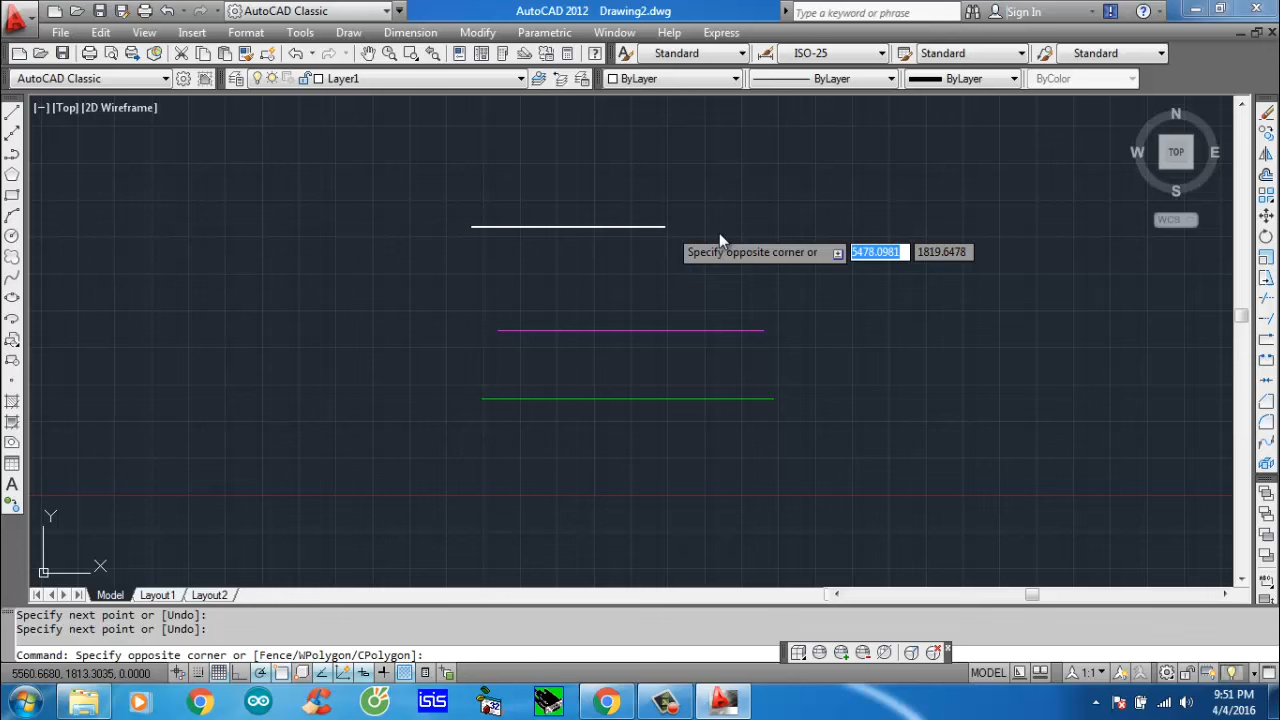 AutoCAD Classic
AutoCAD 2012 Drawing2.dwg
Type a keyword or phrase
Sign In
File Edit View Insert Format Tools Draw Dimension Modify Parametric Window Help Express
Standard ISO-25 Standard Standard
AutoCAD Classic Layer1 ByLayer ByLayer ByLayer ByColor
[−] [Top] [2D Wireframe]
N
W TOP E
S
WCS
Specify opposite corner or 5478.0981 1819.6478
Y
X
A
Model Layout1 Layout2
Specify next point or [Undo]:
Specify next point or [Undo]:
Command: Specify opposite corner or [Fence/WPolygon/CPolygon]:
5560.6680, 1813.3035, 0.0000 MODEL 1:1
isis
9:51 PM
4/4/2016